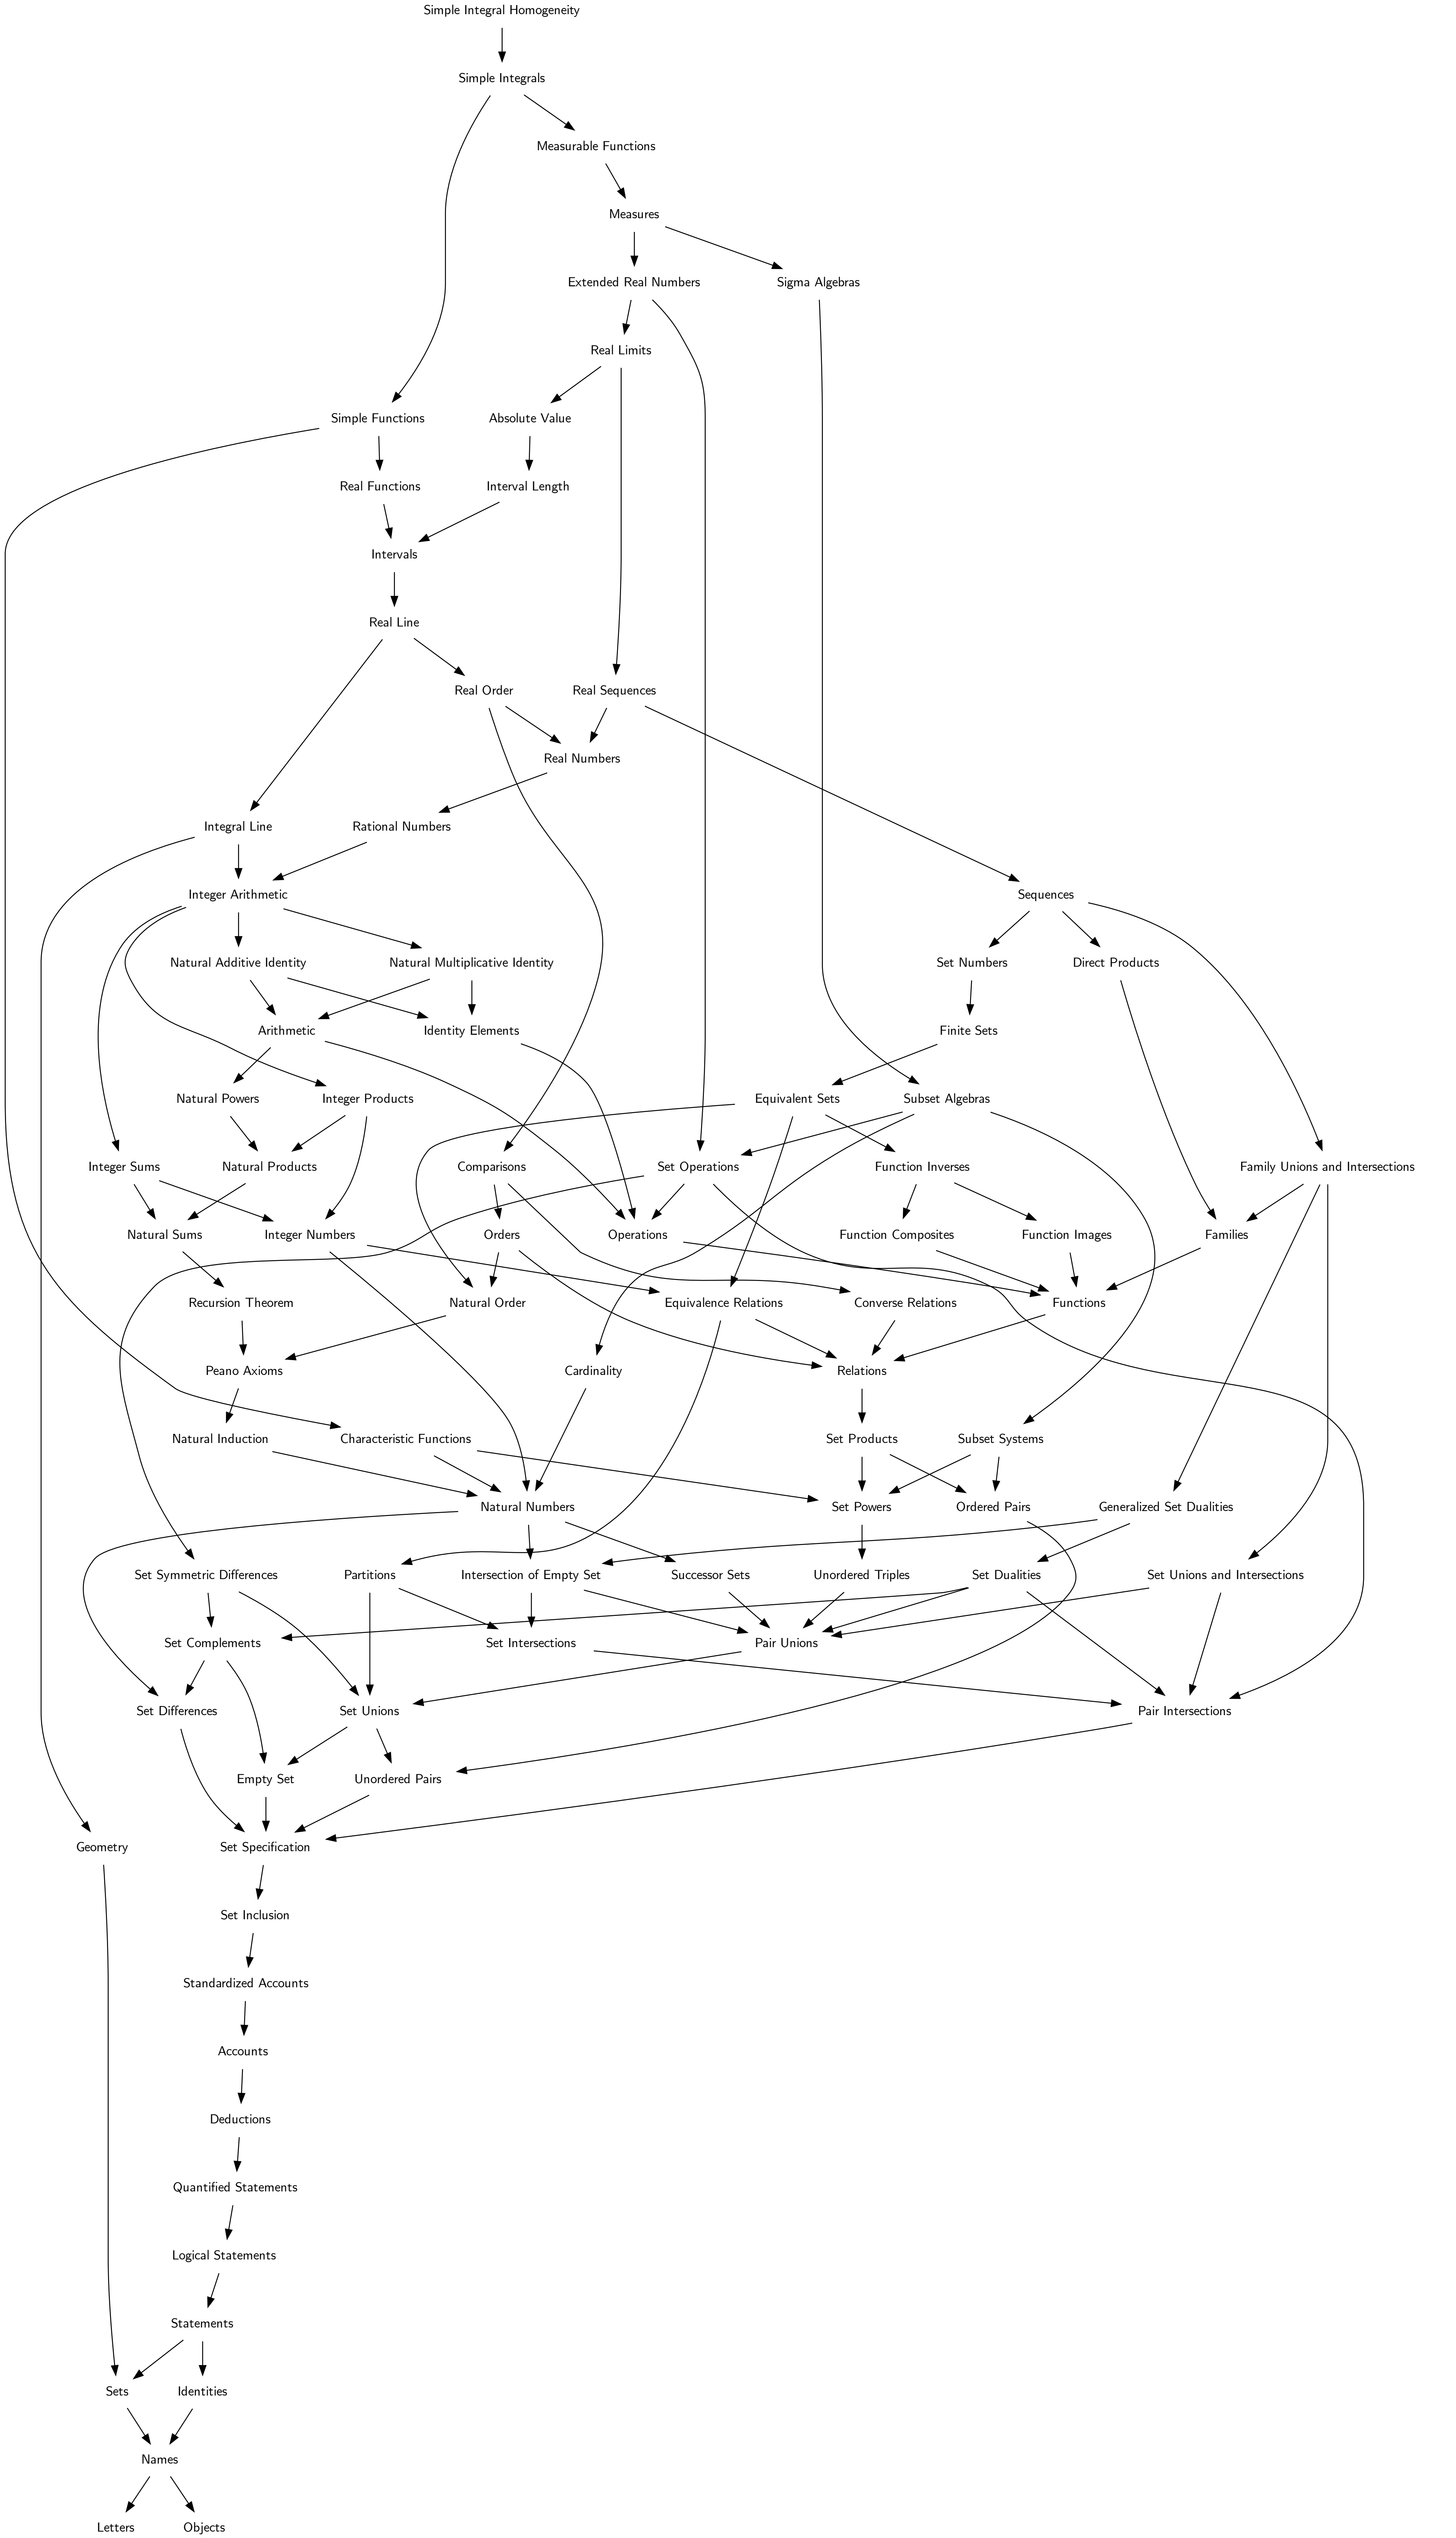 Simple Integral Homogeneity
Simple Integrals
Measurable Functions
Measures
Extended Real Numbers
Sigma Algebras
Real Limits
Simple Functions
Absolute Value
Real Functions
Interval Length
Intervals
Real Line
Real Order
Real Sequences
Real Numbers
Integral Line
Rational Numbers
Integer Arithmetic
Sequences
Natural Additive Identity
Natural Multiplicative Identity
Set Numbers
Direct Products
Arithmetic
Identity Elements
Finite Sets
Natural Powers
Integer Products
Equivalent Sets
Subset Algebras
Integer Sums
Natural Products
Comparisons
Set Operations
Function Inverses
Family Unions and Intersections
Natural Sums
Integer Numbers
Orders
Operations
Function Composites
Function Images
Families
Recursion Theorem
Natural Order
Equivalence Relations
Converse Relations
Functions
Peano Axioms
Cardinality
Relations
Natural Induction
Characteristic Functions
Set Products
Subset Systems
Natural Numbers
Set Powers
Ordered Pairs
Generalized Set Dualities
Set Symmetric Differences
Partitions
Intersection of Empty Set
Successor Sets
Unordered Triples
Set Dualities
Set Unions and Intersections
Set Complements
Set Intersections
Pair Unions
Set Differences
Set Unions
Pair Intersections
Empty Set
Unordered Pairs
Geometry
Set Specification
Set Inclusion
Standardized Accounts
Accounts
Deductions
Quantified Statements
Logical Statements
Statements
Sets
Identities
Names
Letters
Objects